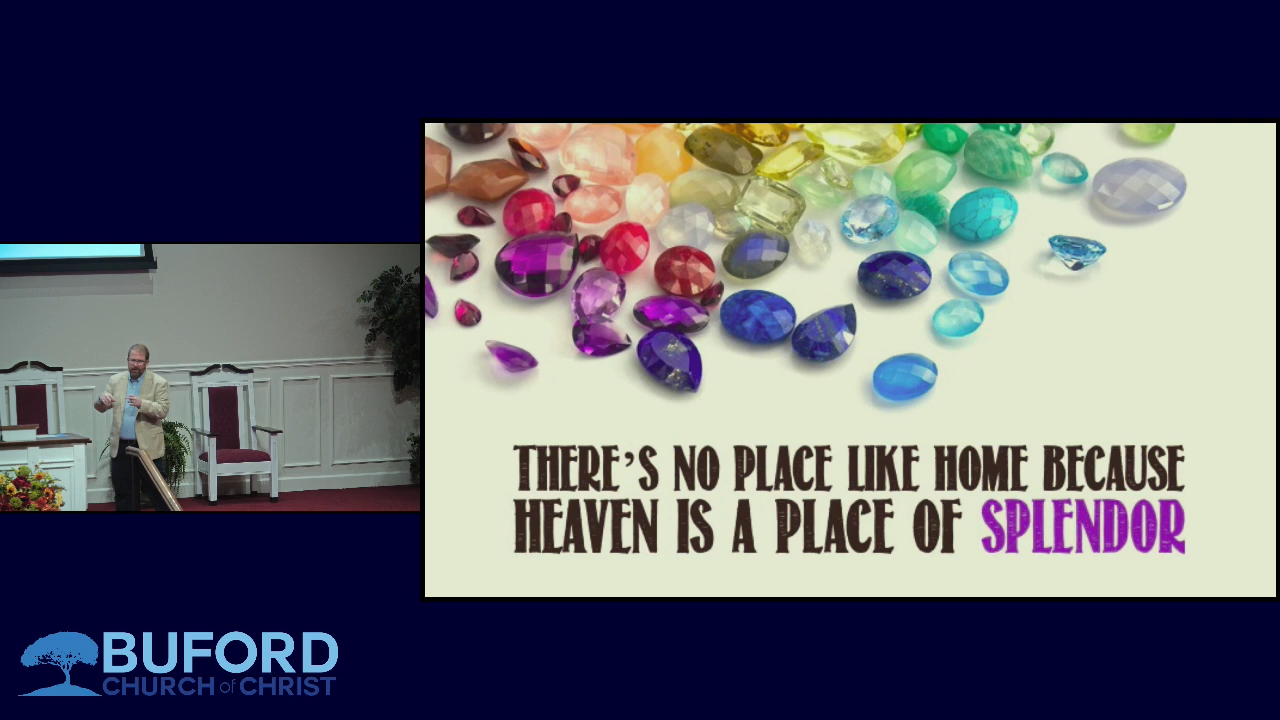 THERE'S NO PLACE LIKE HOME BECAUSE
HEAVEN IS A PLACE OF SPLENDOR
BUFORD
CHURCH of CHRIST